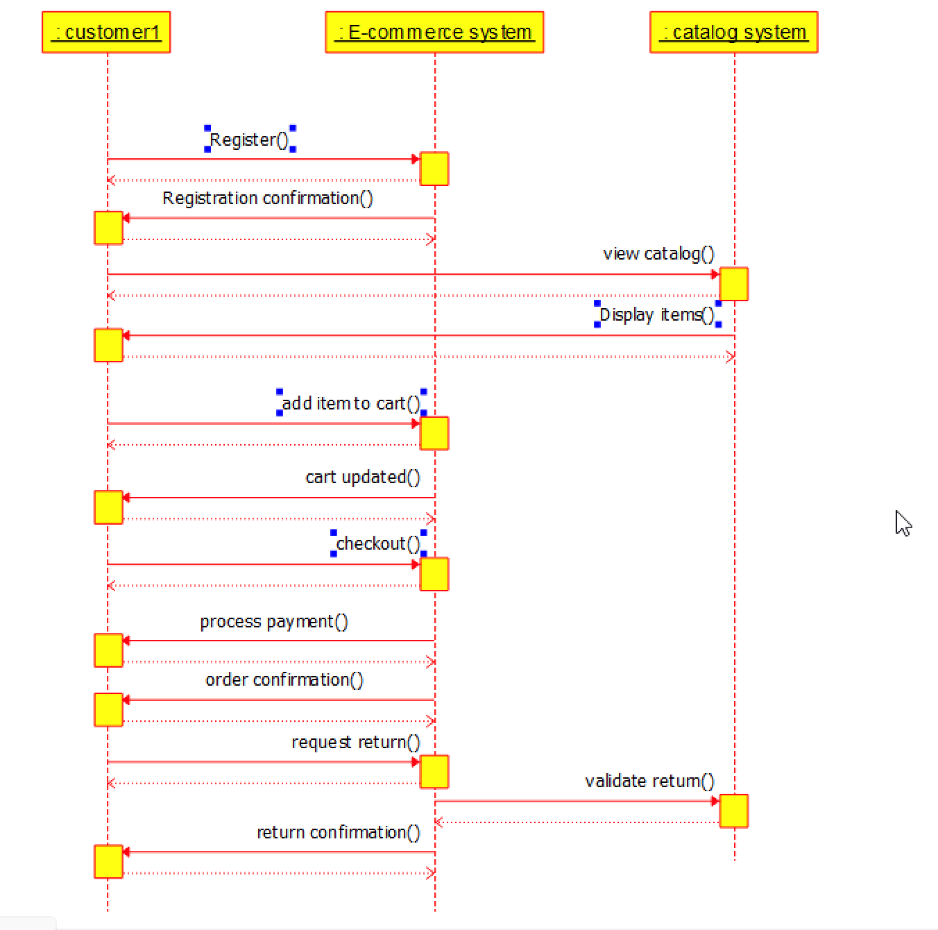 : customer1
: E-commerce system
: catalog system
Register()
Registration confirmation()
view catalog()
Display items()
add item to cart()
cart updated()
checkout()
process payment()
order confirmation()
request return()
validate return()
return confirmation()